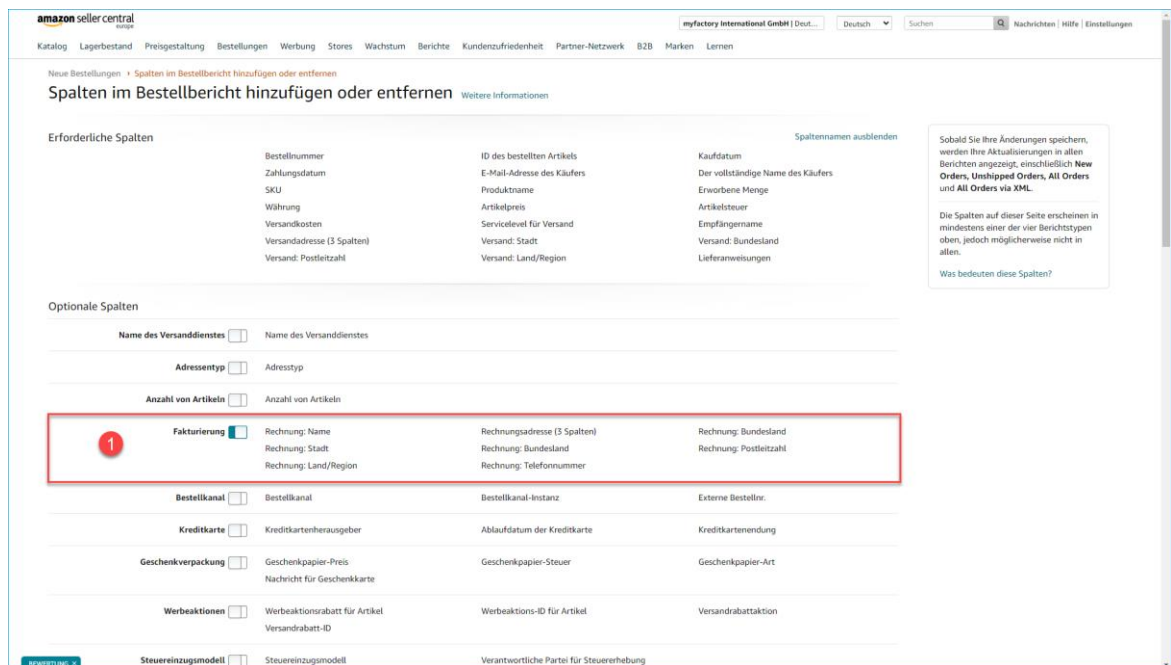 amazon seller central
europe
myfactory International GmbH | Deut...
Deutsch
Suchen
Nachrichten | Hilfe | Einstellungen
Katalog Lagerbestand Preisgestaltung Bestellungen Werbung Stores Wachstum Berichte Kundenzufriedenheit Partner-Netzwerk B2B Marken Lernen
Neue Bestellungen › Spalten im Bestellbericht hinzufügen oder entfernen
Spalten im Bestellbericht hinzufügen oder entfernen Weitere Informationen
Erforderliche Spalten
Spaltennamen ausblenden
Bestellnummer ID des bestellten Artikels Kaufdatum
Zahlungsdatum E-Mail-Adresse des Käufers Der vollständige Name des Käufers
SKU Produktname Erworbene Menge
Währung Artikelpreis Artikelsteuer
Versandkosten Servicelevel für Versand Empfängername
Versandadresse (3 Spalten) Versand: Stadt Versand: Bundesland
Versand: Postleitzahl Versand: Land/Region Lieferanweisungen
Sobald Sie Ihre Änderungen speichern,
werden Ihre Aktualisierungen in allen
Berichten angezeigt, einschließlich New
Orders, Unshipped Orders, All Orders
und All Orders via XML.
Die Spalten auf dieser Seite erscheinen in
mindestens einer der vier Berichtstypen
oben, jedoch möglicherweise nicht in
allen.
Was bedeuten diese Spalten?
Optionale Spalten
Name des Versanddienstes Name des Versanddienstes
Adressentyp Adresstyp
Anzahl von Artikeln Anzahl von Artikeln
1
Fakturierung Rechnung: Name Rechnungsadresse (3 Spalten) Rechnung: Bundesland
Rechnung: Stadt Rechnung: Bundesland Rechnung: Postleitzahl
Rechnung: Land/Region Rechnung: Telefonnummer
Bestellkanal Bestellkanal Bestellkanal-Instanz Externe Bestellnr.
Kreditkarte Kreditkartenherausgeber Ablaufdatum der Kreditkarte Kreditkartenendung
Geschenkverpackung Geschenkpapier-Preis Geschenkpapier-Steuer Geschenkpapier-Art
Nachricht für Geschenkkarte
Werbeaktionen Werbeaktionsrabatt für Artikel Werbeaktions-ID für Artikel Versandrabattaktion
Versandrabatt-ID
Steuereinzugsmodell Steuereinzugsmodell Verantwortliche Partei für Steuererhebung
BEWERTUNG ×